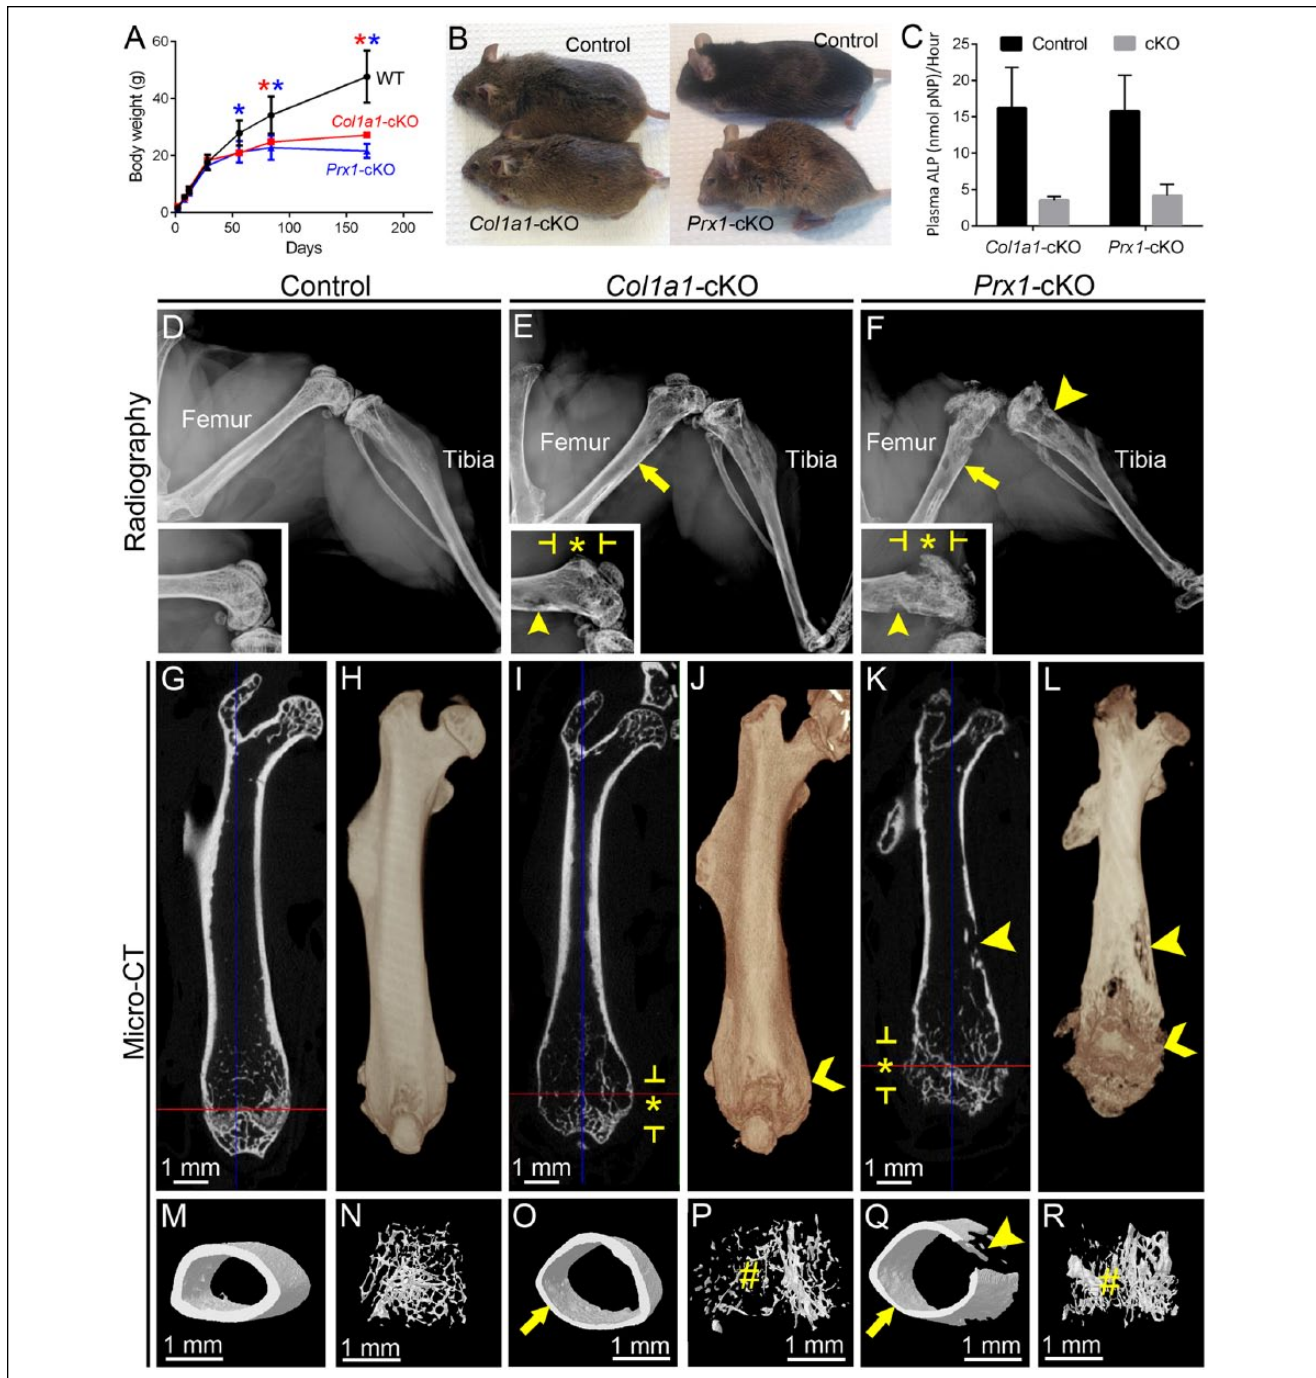 A
Body weight (g)
60
40
20
0
0 50 100 150 200
Days
* *
* *
*
WT
Col1a1-cKO
Prx1-cKO
B
Control
Control
Col1a1-cKO
Prx1-cKO
C
Plasma ALP (nmol pNP)/Hour
25
20
15
10
5
0
Control cKO
Col1a1-cKO Prx1-cKO
Control Col1a1-cKO Prx1-cKO
Radiography
D
Femur
Tibia
E
Femur
Tibia
*
F
Femur
Tibia
*
Micro-CT
G
1 mm
H
I
*
1 mm
J
K
*
1 mm
L
M
1 mm
N
1 mm
O
1 mm
P
#
1 mm
Q
1 mm
R
#
1 mm